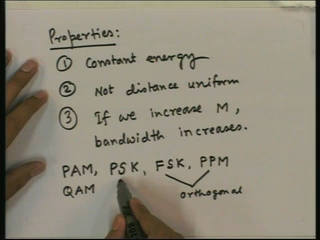 Properties:
① Constant energy
② Not distance uniform
③ If we increase M,
bandwidth increases.
PAM, PSK, FSK, PPM
QAM orthogonal